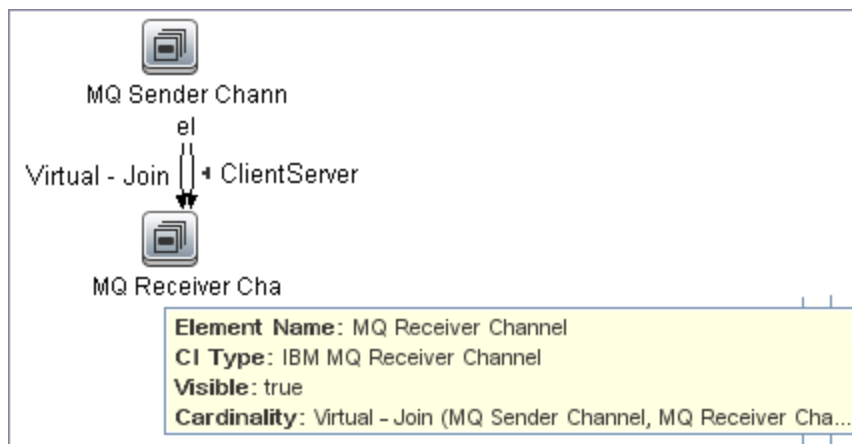 MQ Sender Chann
el
Virtual - Join
ClientServer
MQ Receiver Cha
Element Name: MQ Receiver Channel
CI Type: IBM MQ Receiver Channel
Visible: true
Cardinality: Virtual - Join (MQ Sender Channel, MQ Receiver Cha...